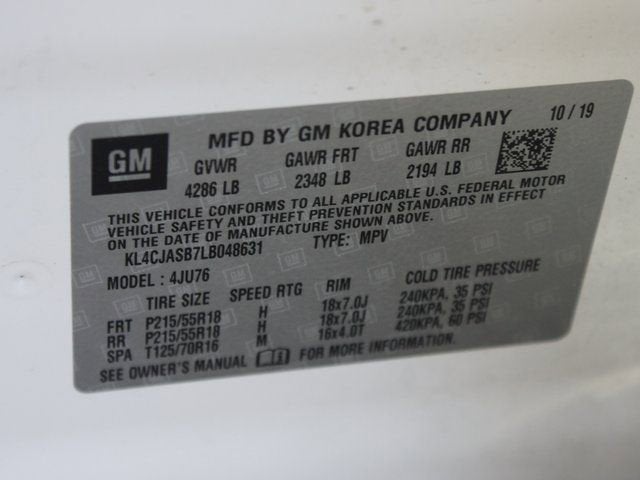 GM
MFD BY GM KOREA COMPANY 10 / 19
GVWR GAWR FRT GAWR RR
4286 LB 2348 LB 2194 LB
THIS VEHICLE CONFORMS TO ALL APPLICABLE U.S. FEDERAL MOTOR
VEHICLE SAFETY AND THEFT PREVENTION STANDARDS IN EFFECT
ON THE DATE OF MANUFACTURE SHOWN ABOVE.
KL4CJASB7LB048631 TYPE: MPV
MODEL : 4JU76
TIRE SIZE SPEED RTG RIM COLD TIRE PRESSURE
FRT P215/55R18 H 18x7.0J 240KPA, 35 PSI
RR P215/55R18 H 18x7.0J 240KPA, 35 PSI
SPA T125/70R16 M 16x4.0T 420KPA, 60 PSI
SEE OWNER'S MANUAL FOR MORE INFORMATION.